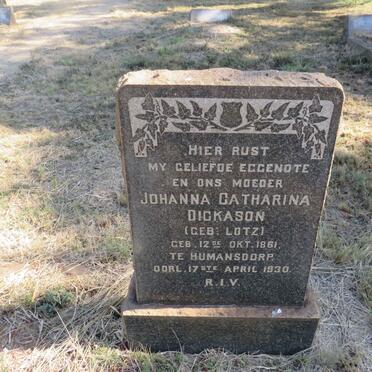 HIER RUST
MY GELIEFDE EGGENOTE
EN ONS MOEDER
JOHANNA CATHARINA
DICKASON
(GEB: LOTZ)
GEB. 12DE OKT. 1861.
TE HUMANSDORP.
OORL. 17STE APRIL 1930.
R.I.V.